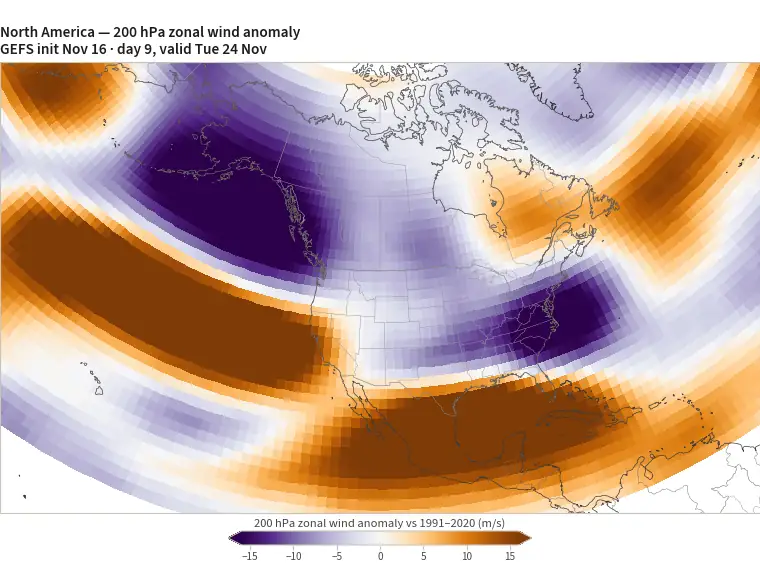 North America — 200 hPa zonal wind anomaly
GEFS init Nov 16 · day 9, valid Tue 24 Nov
200 hPa zonal wind anomaly vs 1991–2020 (m/s)
−15 −10 −5 0 5 10 15